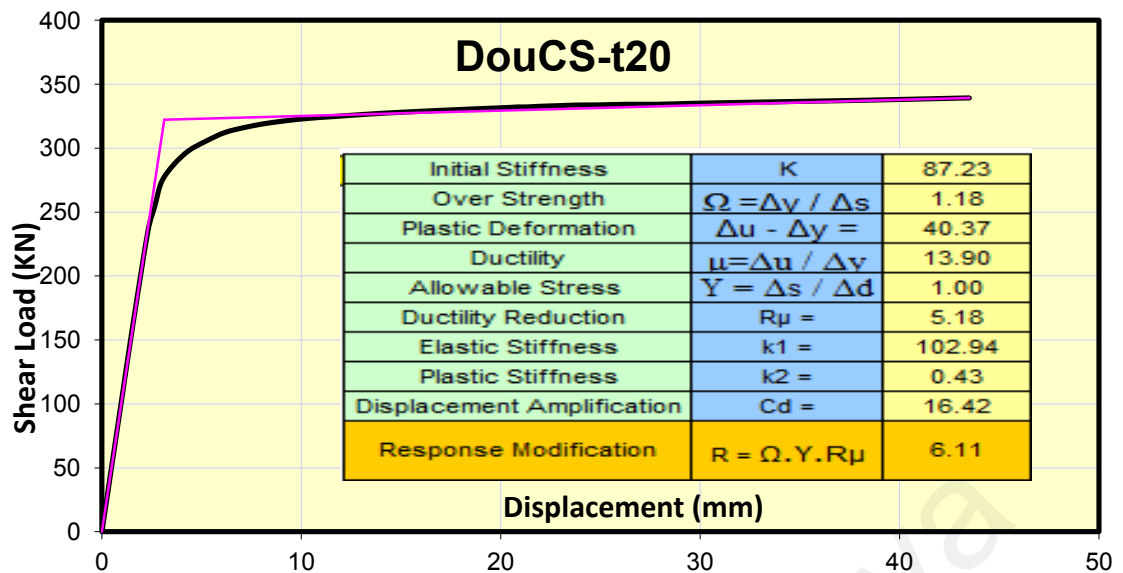 DouCS-t20
Shear Load (KN)
400
350
300
250
200
150
100
50
0
Initial Stiffness K 87.23
Over Strength Ω =Δy / Δs 1.18
Plastic Deformation Δu - Δy = 40.37
Ductility μ=Δu / Δy 13.90
Allowable Stress Y = Δs / Δd 1.00
Ductility Reduction Rμ = 5.18
Elastic Stiffness k1 = 102.94
Plastic Stiffness k2 = 0.43
Displacement Amplification Cd = 16.42
Response Modification R = Ω.Y.Rμ 6.11
Displacement (mm)
0 10 20 30 40 50